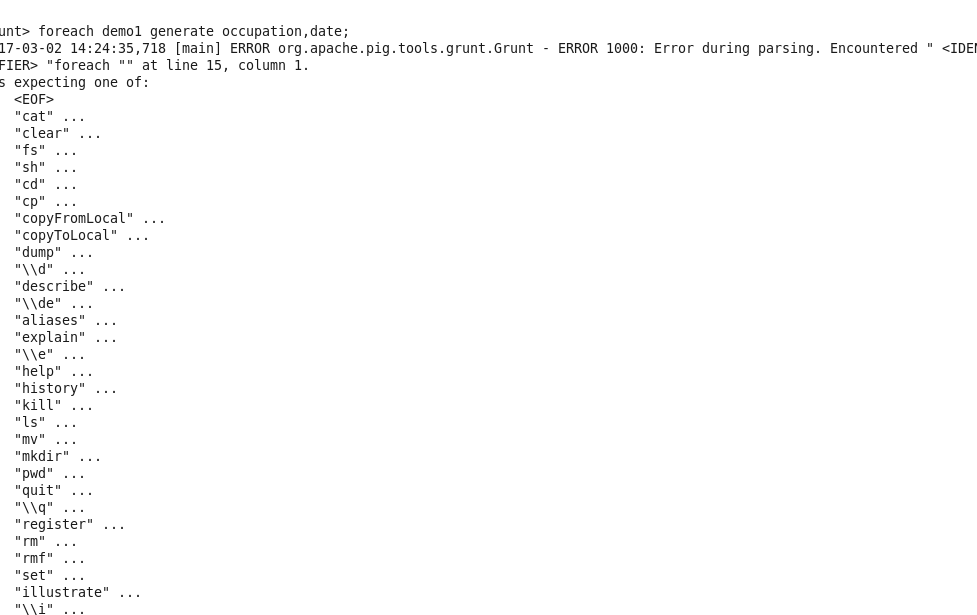 unt> foreach demo1 generate occupation,date;
17-03-02 14:24:35,718 [main] ERROR org.apache.pig.tools.grunt.Grunt - ERROR 1000: Error during parsing. Encountered " <IDEN
FIER> "foreach "" at line 15, column 1.
s expecting one of:
<EOF>
"cat" ...
"clear" ...
"fs" ...
"sh" ...
"cd" ...
"cp" ...
"copyFromLocal" ...
"copyToLocal" ...
"dump" ...
"\\d" ...
"describe" ...
"\\de" ...
"aliases" ...
"explain" ...
"\\e" ...
"help" ...
"history" ...
"kill" ...
"ls" ...
"mv" ...
"mkdir" ...
"pwd" ...
"quit" ...
"\\q" ...
"register" ...
"rm" ...
"rmf" ...
"set" ...
"illustrate" ...
"\\i" ...